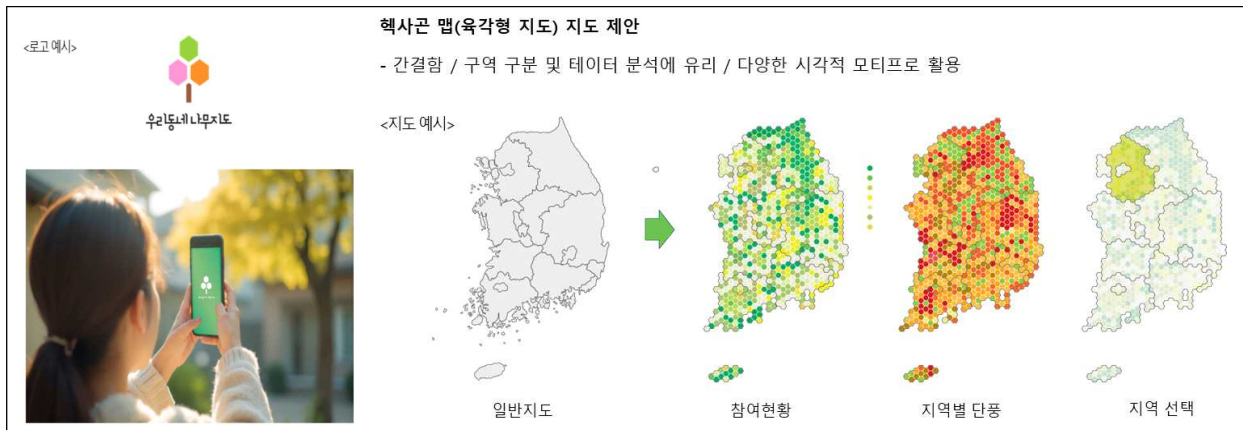 <로고 예시>
우리동네 나무지도
헥사곤 맵(육각형 지도) 지도 제안
- 간결함 / 구역 구분 및 테이터 분석에 유리 / 다양한 시각적 모티프로 활용
<지도 예시>
일반지도
참여현황
지역별 단풍
지역 선택